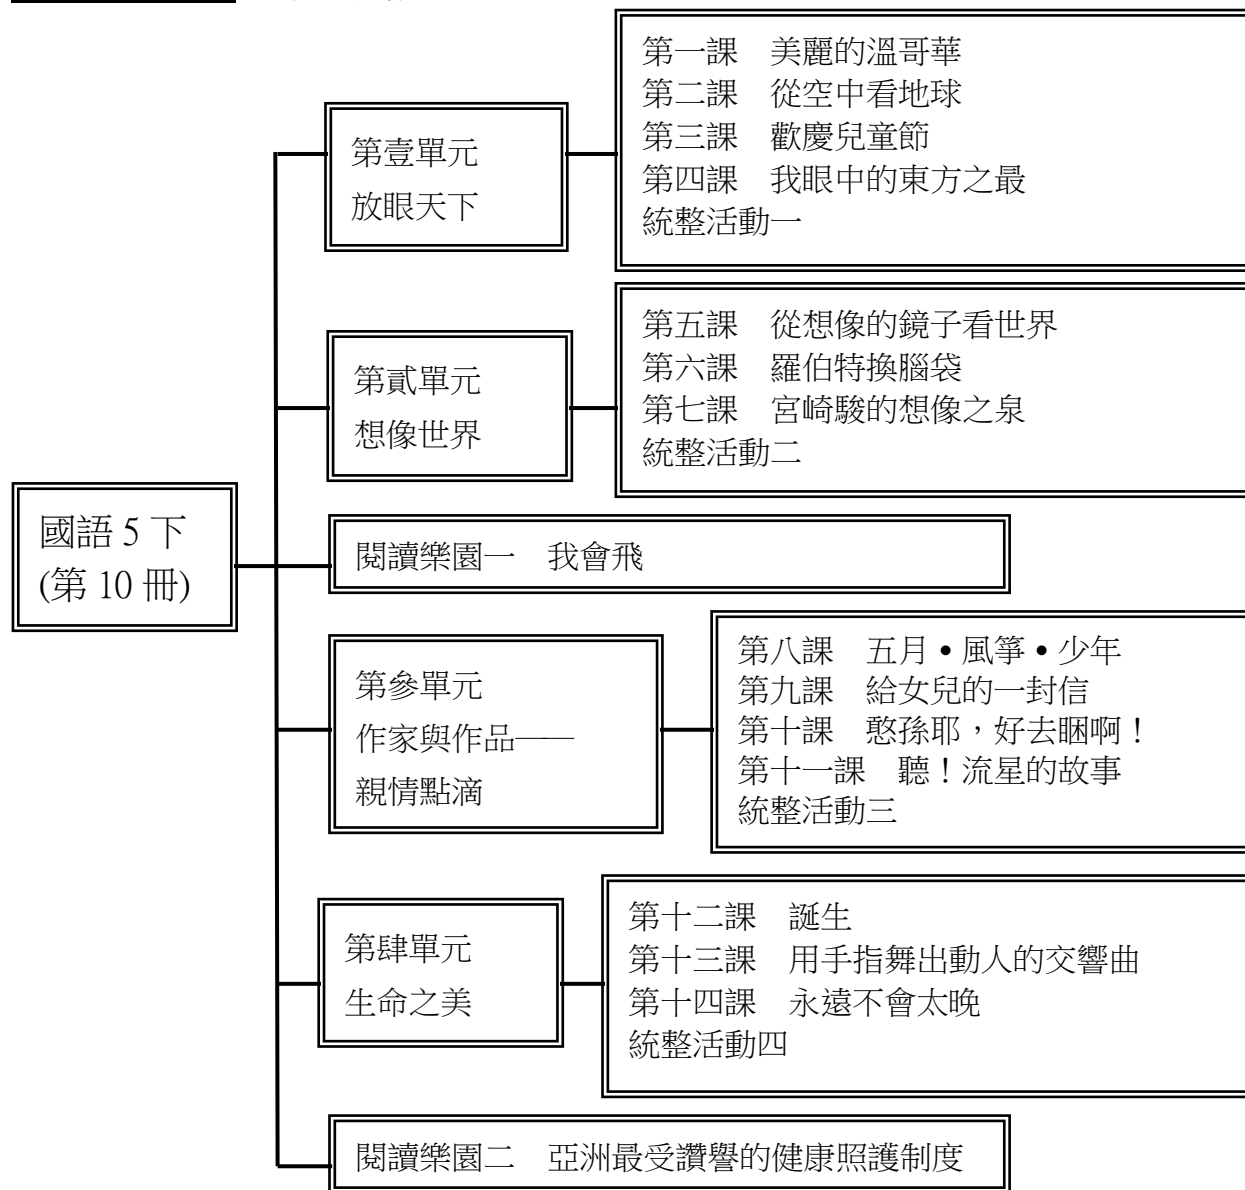 國語 5 下
(第 10 冊)
第壹單元
放眼天下
第一課　美麗的溫哥華
第二課　從空中看地球
第三課　歡慶兒童節
第四課　我眼中的東方之最
統整活動一
第貳單元
想像世界
第五課　從想像的鏡子看世界
第六課　羅伯特換腦袋
第七課　宮崎駿的想像之泉
統整活動二
閱讀樂園一　我會飛
第參單元
作家與作品——
親情點滴
第八課　五月•風箏•少年
第九課　給女兒的一封信
第十課　憨孫耶，好去睏啊！
第十一課　聽！流星的故事
統整活動三
第肆單元
生命之美
第十二課　誕生
第十三課　用手指舞出動人的交響曲
第十四課　永遠不會太晚
統整活動四
閱讀樂園二　亞洲最受讚譽的健康照護制度